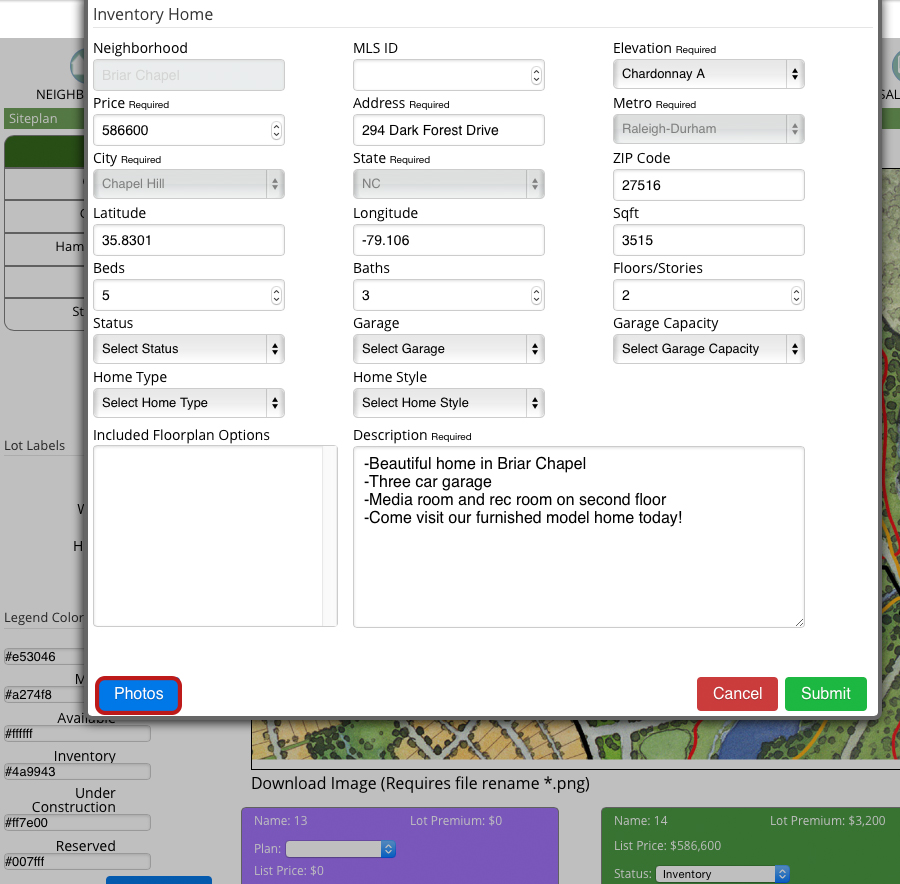 Inventory Home
Neighborhood
MLS ID
Elevation Required
Briar Chapel
Chardonnay A
NEIGHB
SAL
Price Required
Address Required
Metro Required
Siteplan
586600
294 Dark Forest Drive
Raleigh-Durham
City Required
State Required
ZIP Code
Chapel Hill
NC
27516
Latitude
Longitude
Sqft
35.8301
-79.106
3515
Ham
Beds
Baths
Floors/Stories
5
3
2
St
Status
Garage
Garage Capacity
Select Status
Select Garage
Select Garage Capacity
Home Type
Home Style
Select Home Type
Select Home Style
Included Floorplan Options
Description Required
Lot Labels
-Beautiful home in Briar Chapel
-Three car garage
-Media room and rec room on second floor
-Come visit our furnished model home today!
W
H
Legend Color
#e53046
M
#a274f8
Photos
Cancel
Submit
Available
#ffffff
Inventory
#4a9943
Under
Construction
#ff7e00
Reserved
#007fff
Download Image (Requires file rename *.png)
Name: 13
Lot Premium: $0
Plan:
List Price: $0
Name: 14
Lot Premium: $3,200
List Price: $586,600
Status: Inventory